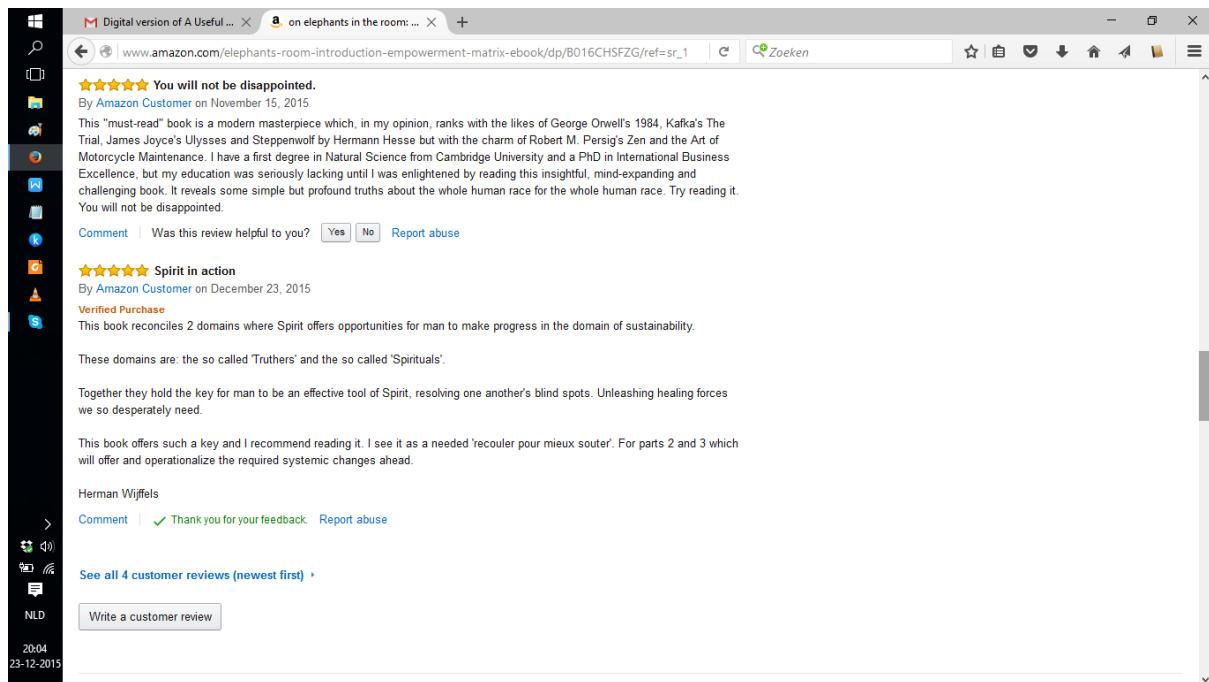 Digital version of A Useful ...
on elephants in the room: ...
www.amazon.com/elephants-room-introduction-empowerment-matrix-ebook/dp/B016CHSFZG/ref=sr_1
Zoeken
You will not be disappointed.
By Amazon Customer on November 15, 2015
This "must-read" book is a modern masterpiece which, in my opinion, ranks with the likes of George Orwell's 1984, Kafka's The
Trial, James Joyce's Ulysses and Steppenwolf by Hermann Hesse but with the charm of Robert M. Persig's Zen and the Art of
Motorcycle Maintenance. I have a first degree in Natural Science from Cambridge University and a PhD in International Business
Excellence, but my education was seriously lacking until I was enlightened by reading this insightful, mind-expanding and
challenging book. It reveals some simple but profound truths about the whole human race for the whole human race. Try reading it.
You will not be disappointed.
Comment Was this review helpful to you? Yes No Report abuse
Spirit in action
By Amazon Customer on December 23, 2015
Verified Purchase
This book reconciles 2 domains where Spirit offers opportunities for man to make progress in the domain of sustainability.
These domains are: the so called 'Truthers' and the so called 'Spirituals'.
Together they hold the key for man to be an effective tool of Spirit, resolving one another's blind spots. Unleashing healing forces
we so desperately need.
This book offers such a key and I recommend reading it. I see it as a needed 'recouler pour mieux souter'. For parts 2 and 3 which
will offer and operationalize the required systemic changes ahead.
Herman Wijffels
Comment Thank you for your feedback. Report abuse
See all 4 customer reviews (newest first)
Write a customer review
NLD
20:04
23-12-2015